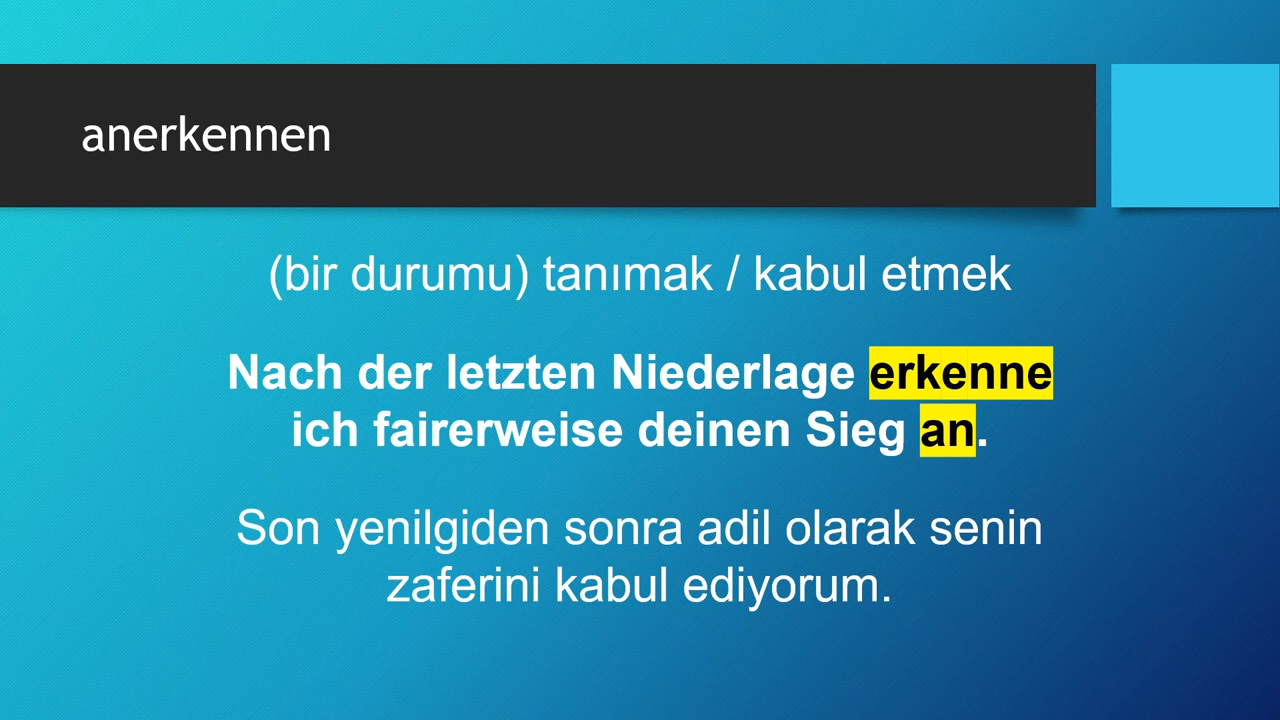 anerkennen
(bir durumu) tanımak / kabul etmek
Nach der letzten Niederlage erkenne
ich fairerweise deinen Sieg an.
Son yenilgiden sonra adil olarak senin
zaferini kabul ediyorum.